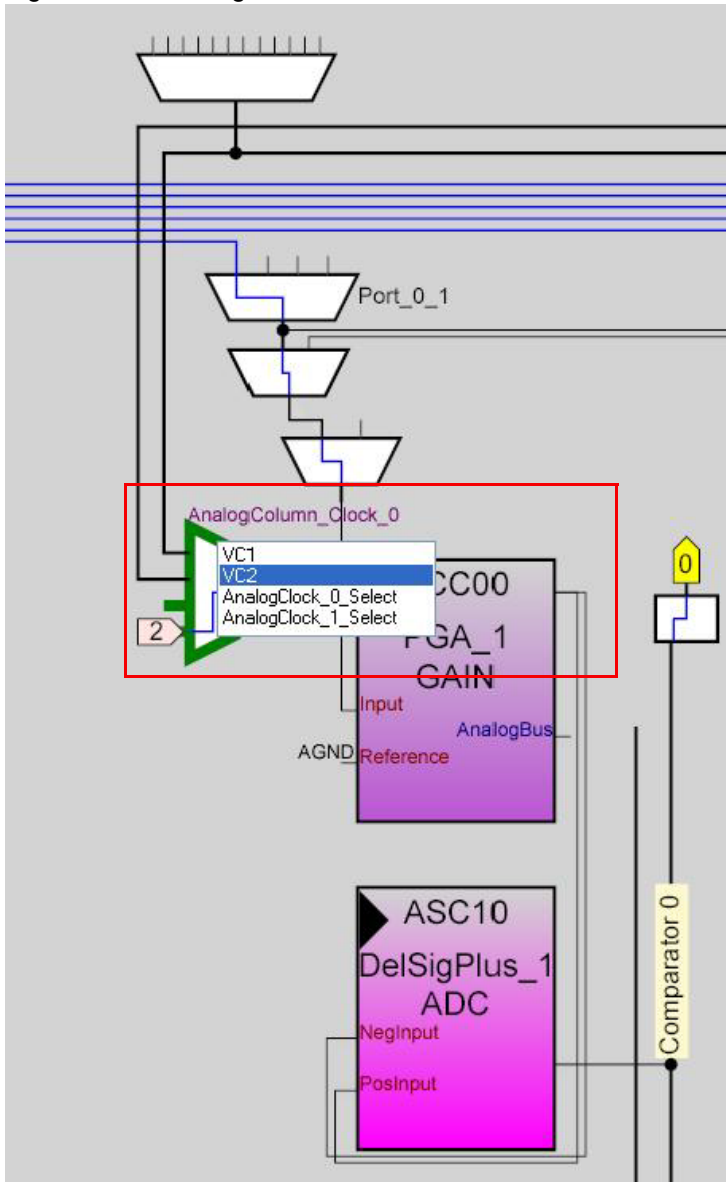 Port_0_1
AnalogColumn_Clock_0
VC1
VC2
AnalogClock_0_Select
AnalogClock_1_Select
2
CC00
PGA_1
GAIN
Input
AnalogBus
AGND
Reference
0
ASC10
DelSigPlus_1
ADC
NegInput
PosInput
Comparator 0